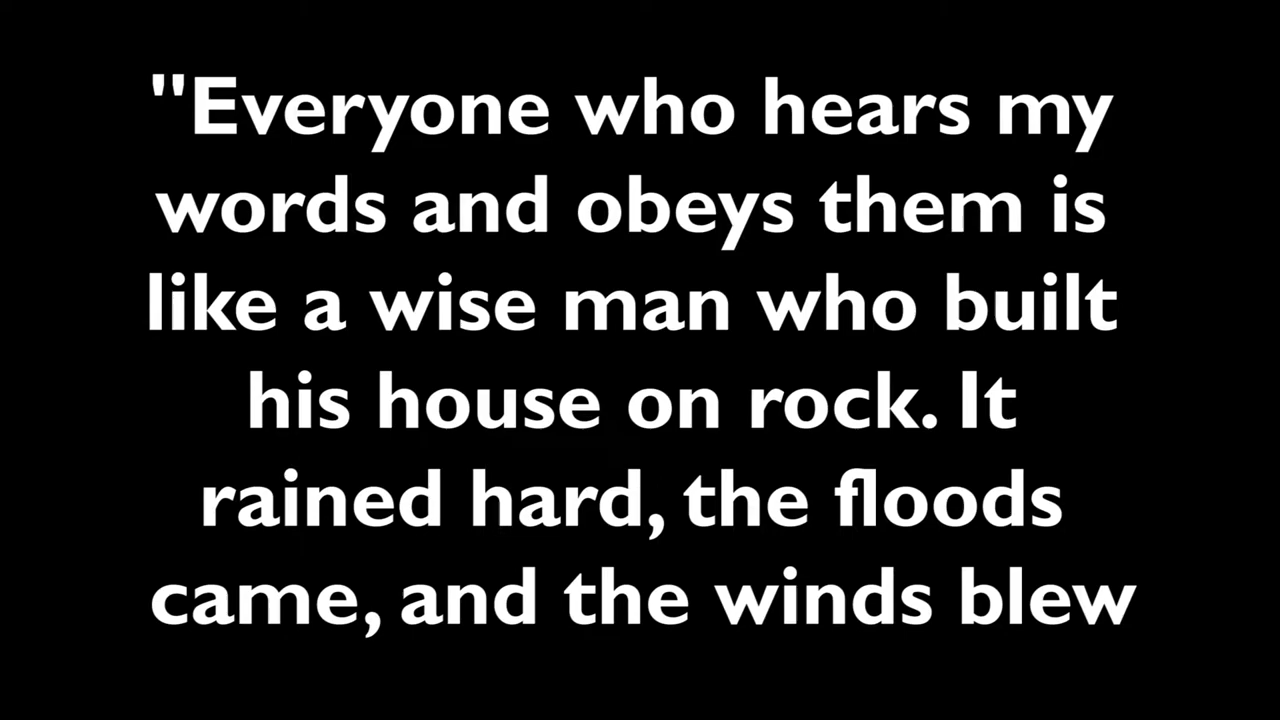 "Everyone who hears my
words and obeys them is
like a wise man who built
his house on rock. It
rained hard, the floods
came, and the winds blew